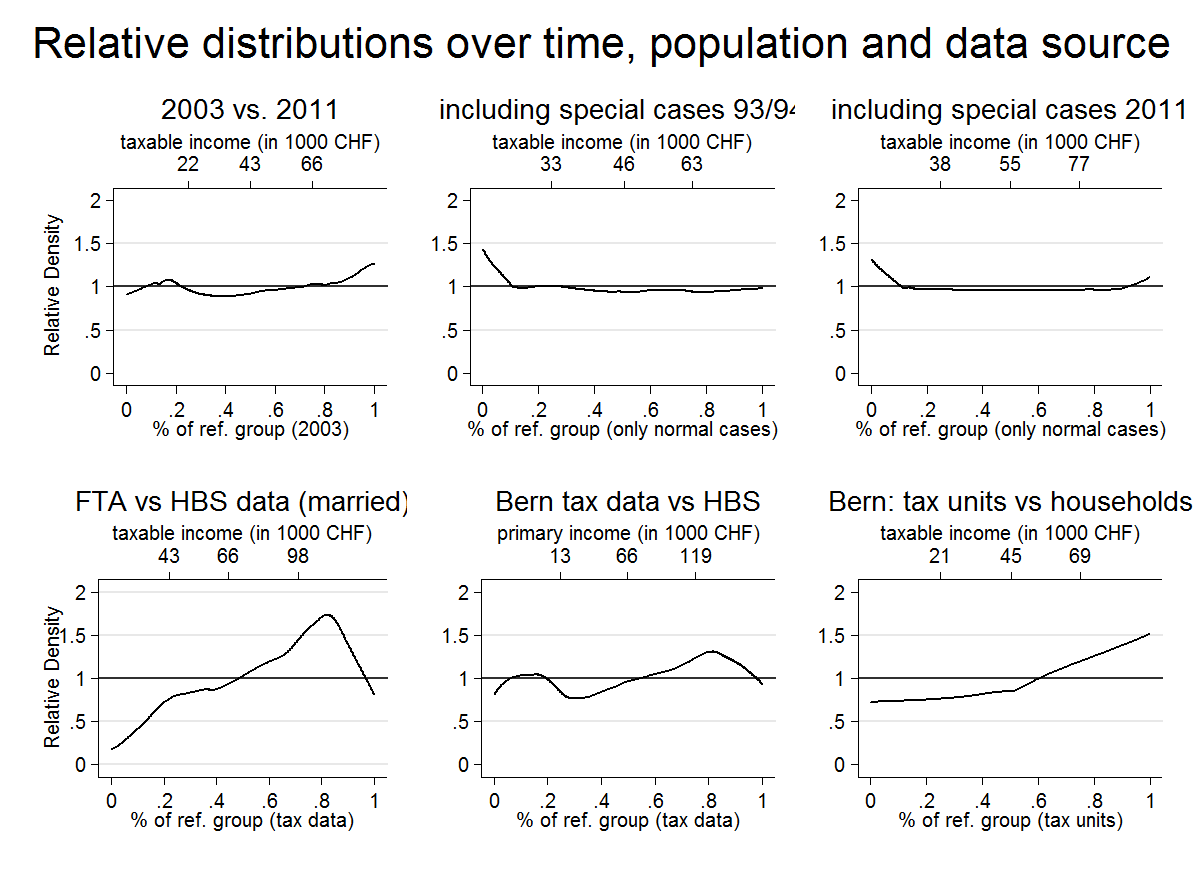 Relative distributions over time, population and data source
2003 vs. 2011
taxable income (in 1000 CHF)
22 43 66
Relative Density
2
1.5
1
.5
0
0 .2 .4 .6 .8 1
% of ref. group (2003)
including special cases 93/94
taxable income (in 1000 CHF)
33 46 63
2
1.5
1
.5
0
0 .2 .4 .6 .8 1
% of ref. group (only normal cases)
including special cases 2011
taxable income (in 1000 CHF)
38 55 77
2
1.5
1
.5
0
0 .2 .4 .6 .8 1
% of ref. group (only normal cases)
FTA vs HBS data (married)
taxable income (in 1000 CHF)
43 66 98
Relative Density
2
1.5
1
.5
0
0 .2 .4 .6 .8 1
% of ref. group (tax data)
Bern tax data vs HBS
primary income (in 1000 CHF)
13 66 119
2
1.5
1
.5
0
0 .2 .4 .6 .8 1
% of ref. group (tax data)
Bern: tax units vs households
taxable income (in 1000 CHF)
21 45 69
2
1.5
1
.5
0
0 .2 .4 .6 .8 1
% of ref. group (tax units)